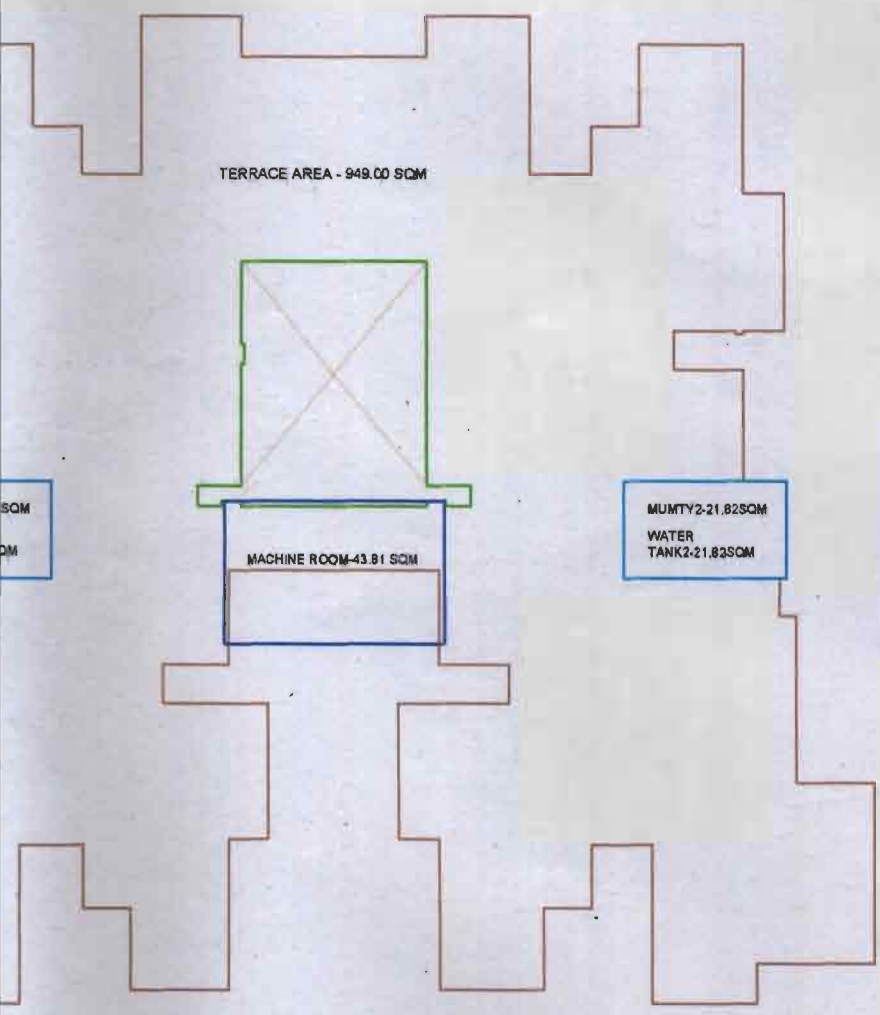 TERRACE AREA - 949.00 SQM
SQM
MUMTY2-21.82SQM
WATER
QM
TANK2-21.82SQM
MACHINE ROOM-43.81 SQM